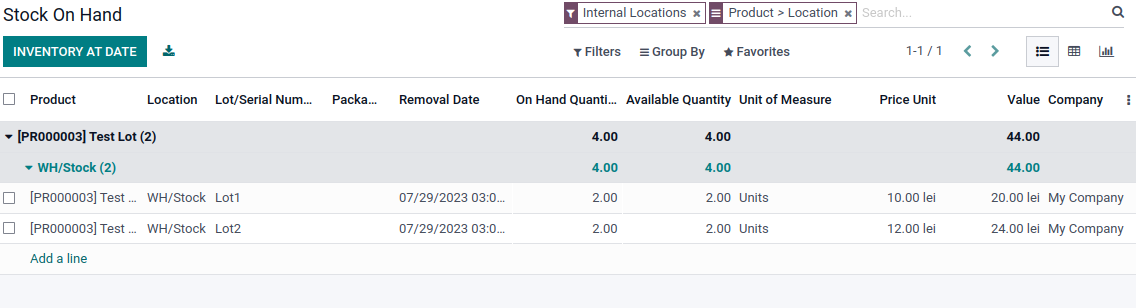 Stock On Hand
Internal Locations × Product > Location × Search...
INVENTORY AT DATE Filters Group By Favorites 1-1 / 1
Product Location Lot/Serial Num... Packa... Removal Date On Hand Quanti... Available Quantity Unit of Measure Price Unit Value Company
[PR000003] Test Lot (2) 4.00 4.00 44.00
WH/Stock (2) 4.00 4.00 44.00
[PR000003] Test ... WH/Stock Lot1 07/29/2023 03:0... 2.00 2.00 Units 10.00 lei 20.00 lei My Company
[PR000003] Test ... WH/Stock Lot2 07/29/2023 03:0... 2.00 2.00 Units 12.00 lei 24.00 lei My Company
Add a line